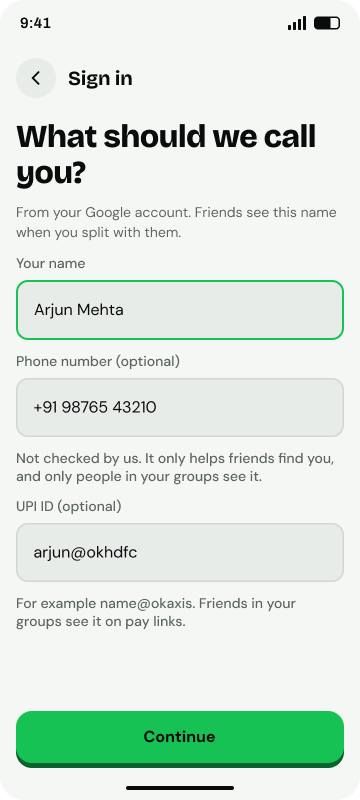 9:41
Sign in
What should we call
you?
From your Google account. Friends see this name
when you split with them.
Your name
Arjun Mehta
Phone number (optional)
+91 98765 43210
Not checked by us. It only helps friends find you,
and only people in your groups see it.
UPI ID (optional)
arjun@okhdfc
For example name@okaxis. Friends in your
groups see it on pay links.
Continue